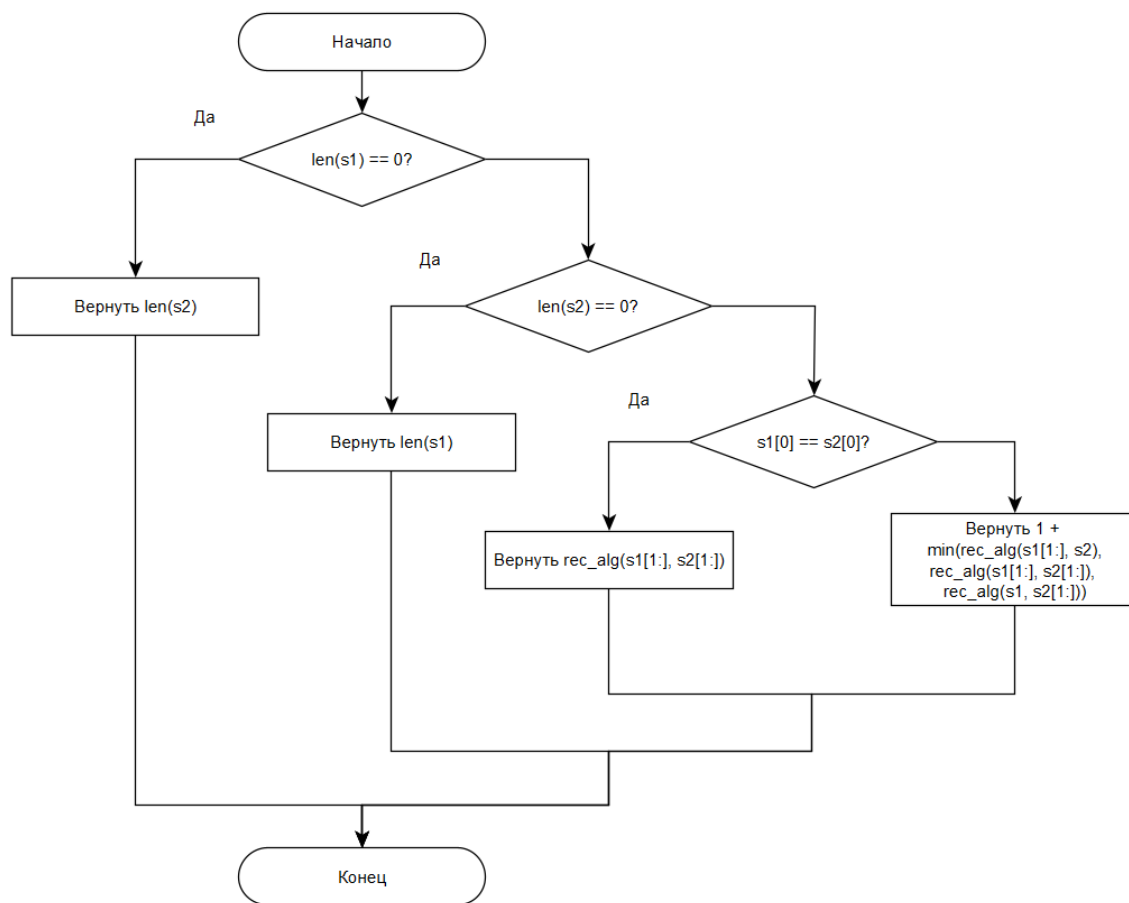 Начало
Да
len(s1) == 0?
Да
Вернуть len(s2)
len(s2) == 0?
Да
Вернуть len(s1)
s1[0] == s2[0]?
Вернуть rec_alg(s1[1:], s2[1:])
Вернуть 1 +
min(rec_alg(s1[1:], s2),
rec_alg(s1[1:], s2[1:]),
rec_alg(s1, s2[1:]))
Конец